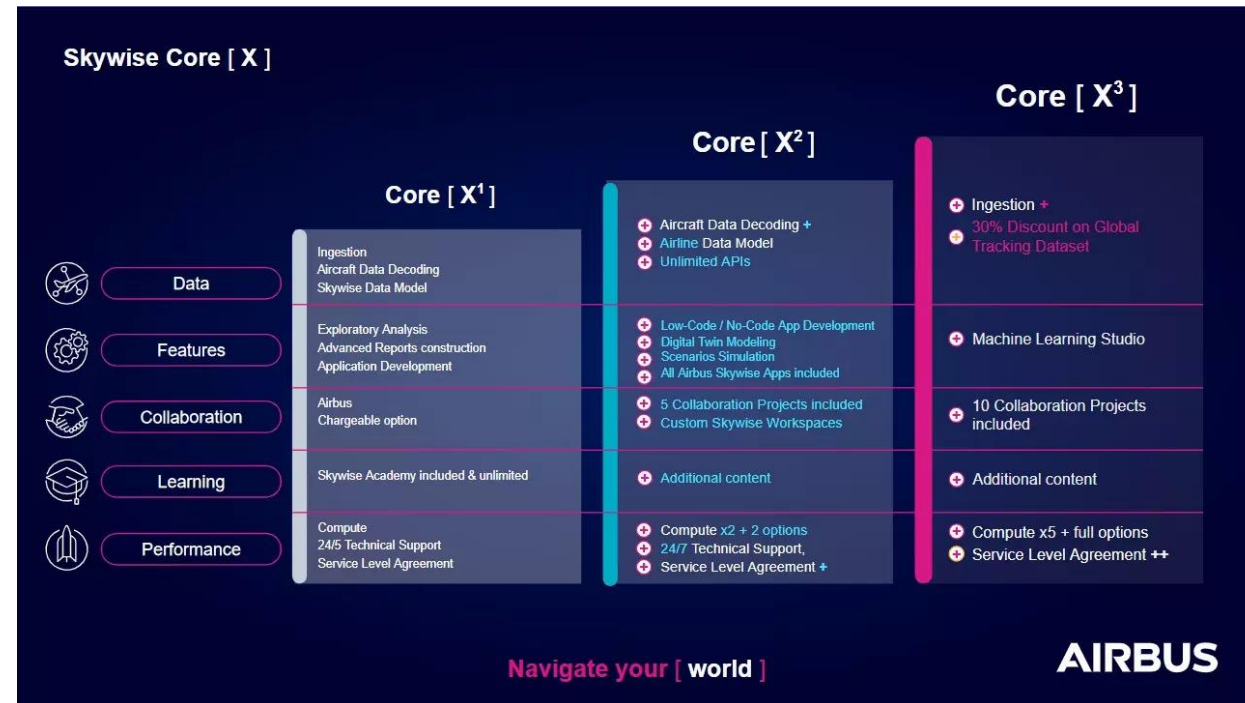 Skywise Core [ X ]
Core [ X¹ ]
Core [ X² ]
Core [ X³ ]
Data
Ingestion
Aircraft Data Decoding
Skywise Data Model
Aircraft Data Decoding +
Airline Data Model
Unlimited APIs
Ingestion +
30% Discount on Global
Tracking Dataset
Features
Exploratory Analysis
Advanced Reports construction
Application Development
Low-Code / No-Code App Development
Digital Twin Modeling
Scenarios Simulation
All Airbus Skywise Apps included
Machine Learning Studio
Collaboration
Airbus
Chargeable option
5 Collaboration Projects included
Custom Skywise Workspaces
10 Collaboration Projects
included
Learning
Skywise Academy included & unlimited
Additional content
Additional content
Performance
Compute
24/5 Technical Support
Service Level Agreement
Compute x2 + 2 options
24/7 Technical Support,
Service Level Agreement +
Compute x5 + full options
Service Level Agreement ++
Navigate your [ world ]
AIRBUS